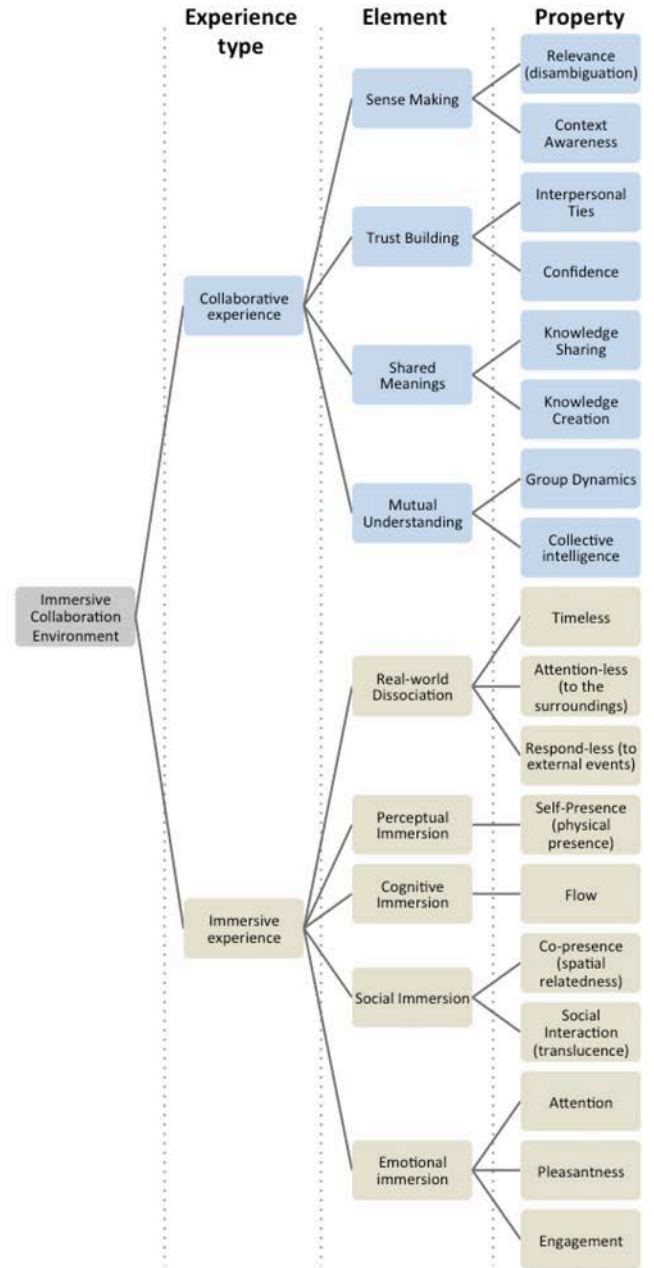 Experience
type
Element
Property
Relevance
(disambiguation)
Sense Making
Context
Awareness
Interpersonal
Ties
Trust Building
Confidence
Collaborative
experience
Knowledge
Sharing
Shared
Meanings
Knowledge
Creation
Group Dynamics
Mutual
Understanding
Collective
intelligence
Immersive
Collaboration
Environment
Timeless
Real-world
Dissociation
Attention-less
(to the
surroundings)
Respond-less (to
external events)
Perceptual
Immersion
Self-Presence
(physical
presence)
Cognitive
Immersion
Flow
Immersive
experience
Co-presence
(spatial
relatedness)
Social Immersion
Social
Interaction
(translucence)
Attention
Emotional
immersion
Pleasantness
Engagement